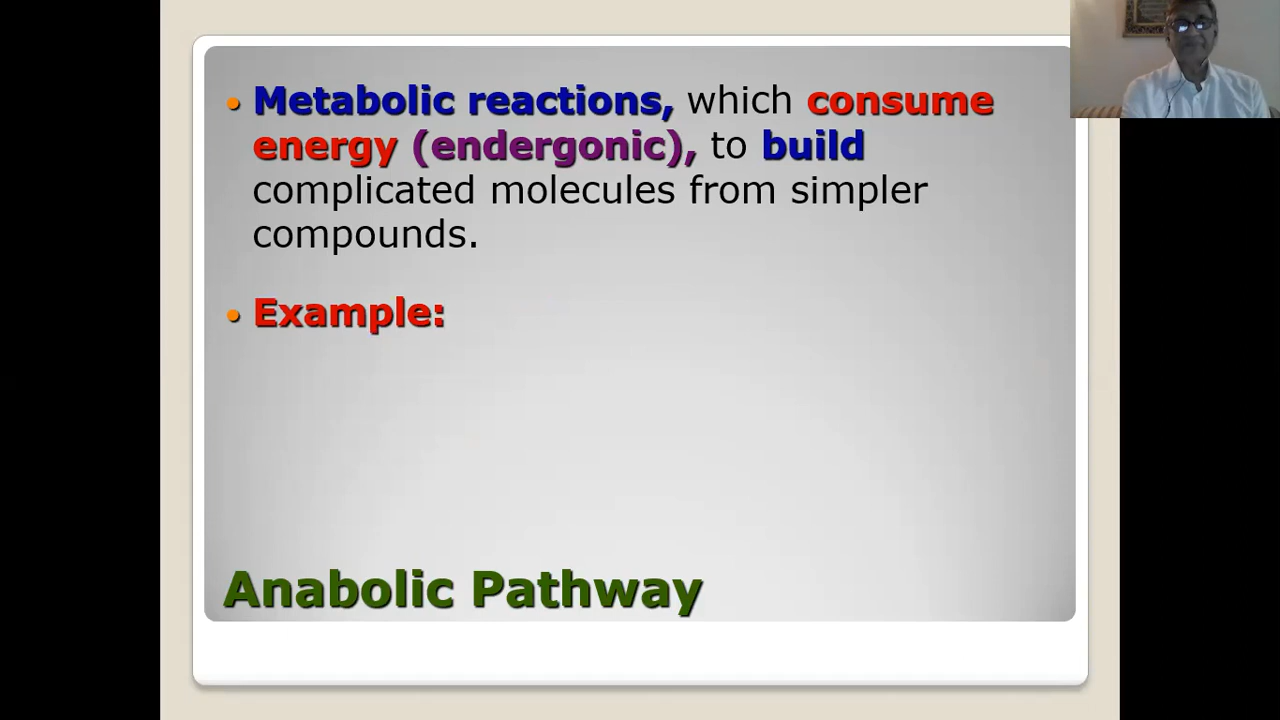 Metabolic reactions, which consume
energy (endergonic), to build
complicated molecules from simpler
compounds.
Example:
Anabolic Pathway